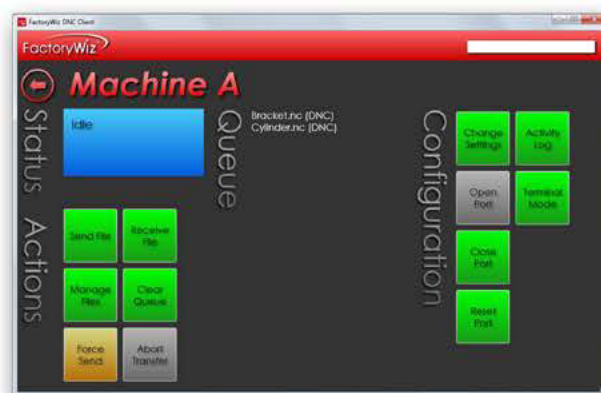 FactoryWiz DNC Client
FactoryWiz
Machine A
Status
Idle
Queue
Bracket.nc (DNC)
Cylinder.nc (DNC)
Configuration
Change
Settings
Activity
Log
Open
Port
Terminal
Mode
Close
Port
Reset
Port
Actions
Send File
Receive
File
Manage
Files
Clear
Queue
Force
Send
Abort
Transfer